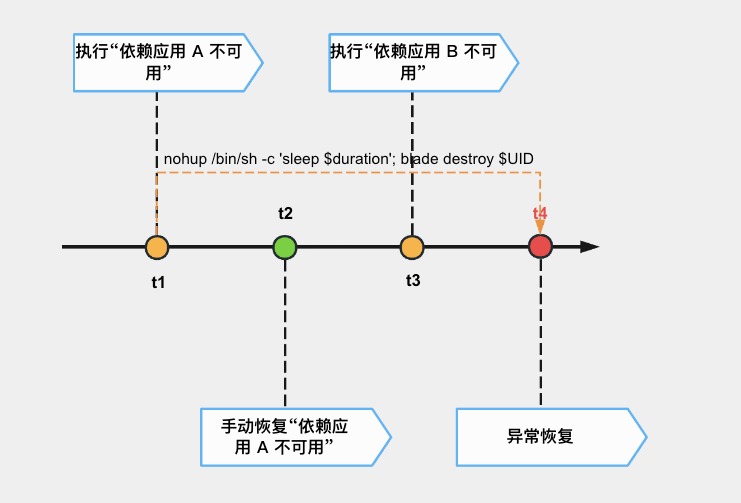 执行“依赖应用 A 不可
用”
执行“依赖应用 B 不可
用”
nohup /bin/sh -c 'sleep $duration'; blade destroy $UID
t2
t4
t1
t3
手动恢复“依赖应
用 A 不可用”
异常恢复